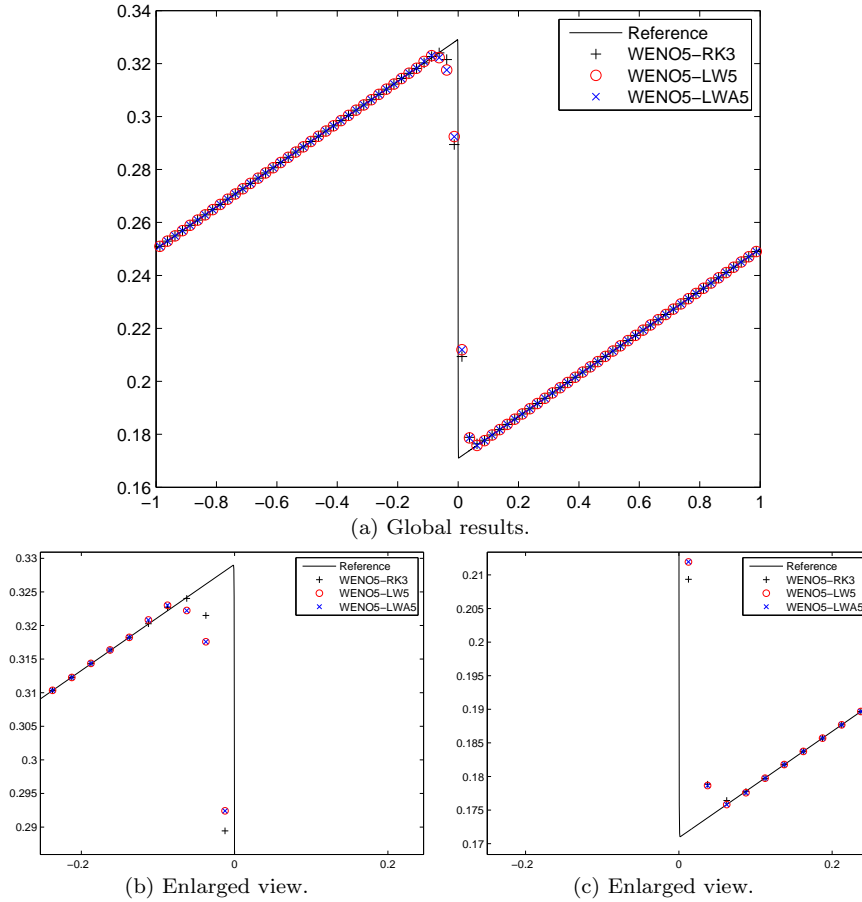 0.34
0.32
0.3
0.28
0.26
0.24
0.22
0.2
0.18
0.16
−1 −0.8 −0.6 −0.4 −0.2 0 0.2 0.4 0.6 0.8 1
Reference
WENO5−RK3
WENO5−LW5
WENO5−LWA5
(a) Global results.
0.33
0.325
0.32
0.315
0.31
0.305
0.3
0.295
0.29
−0.2 0 0.2
Reference
WENO5−RK3
WENO5−LW5
WENO5−LWA5
(b) Enlarged view.
0.21
0.205
0.2
0.195
0.19
0.185
0.18
0.175
0.17
−0.2 0 0.2
Reference
WENO5−RK3
WENO5−LW5
WENO5−LWA5
(c) Enlarged view.